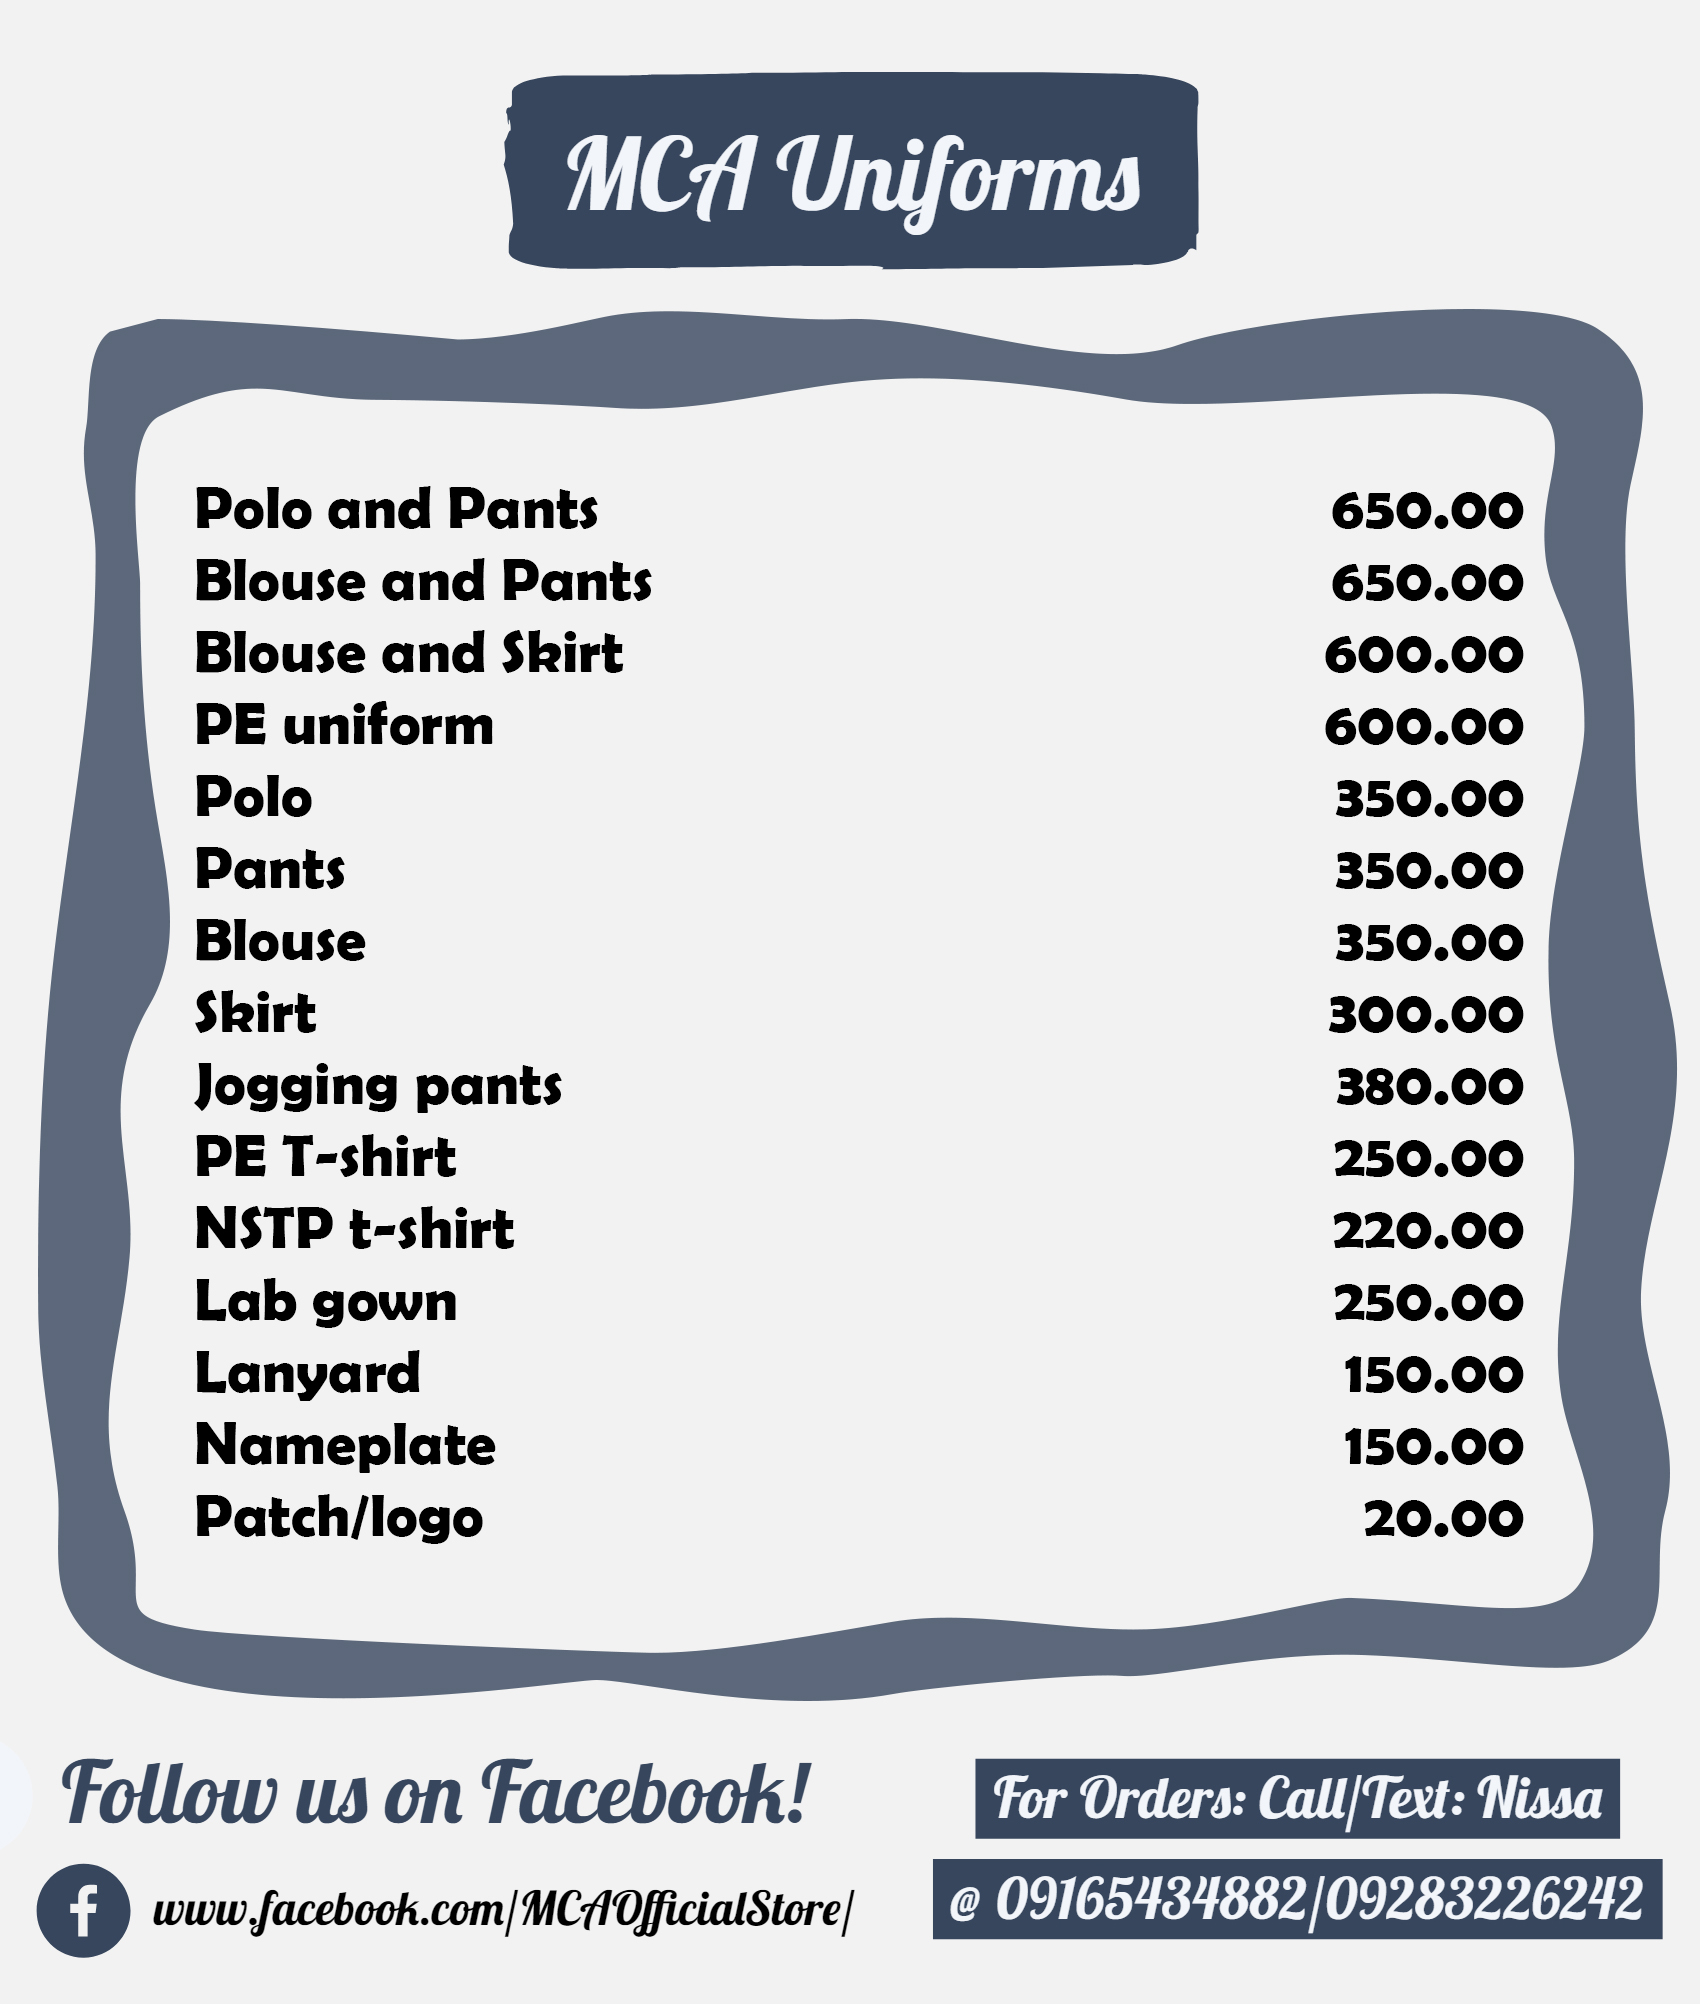 MCA Uniforms
Polo and Pants 650.00
Blouse and Pants 650.00
Blouse and Skirt 600.00
PE uniform 600.00
Polo 350.00
Pants 350.00
Blouse 350.00
Skirt 300.00
Jogging pants 380.00
PE T-shirt 250.00
NSTP t-shirt 220.00
Lab gown 250.00
Lanyard 150.00
Nameplate 150.00
Patch/logo 20.00
Follow us on Facebook!
f www.facebook.com/MCAOfficialStore/
For Orders: Call/Text: Nissa
@ 09165434882/09283226242